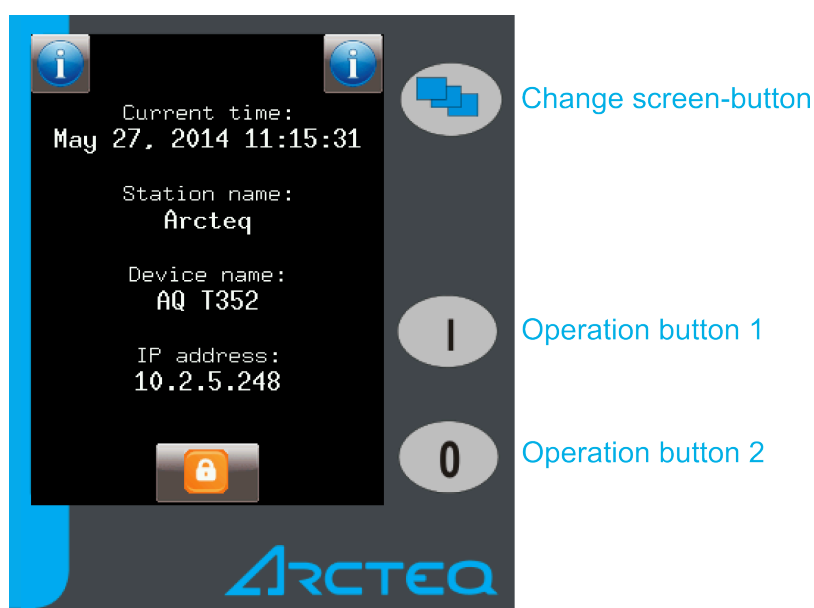 i
i
Change screen-button
Current time:
May 27, 2014 11:15:31
Station name:
Arcteq
Device name:
AQ T352
I
Operation button 1
IP address:
10.2.5.248
0
Operation button 2
ARCTEQ